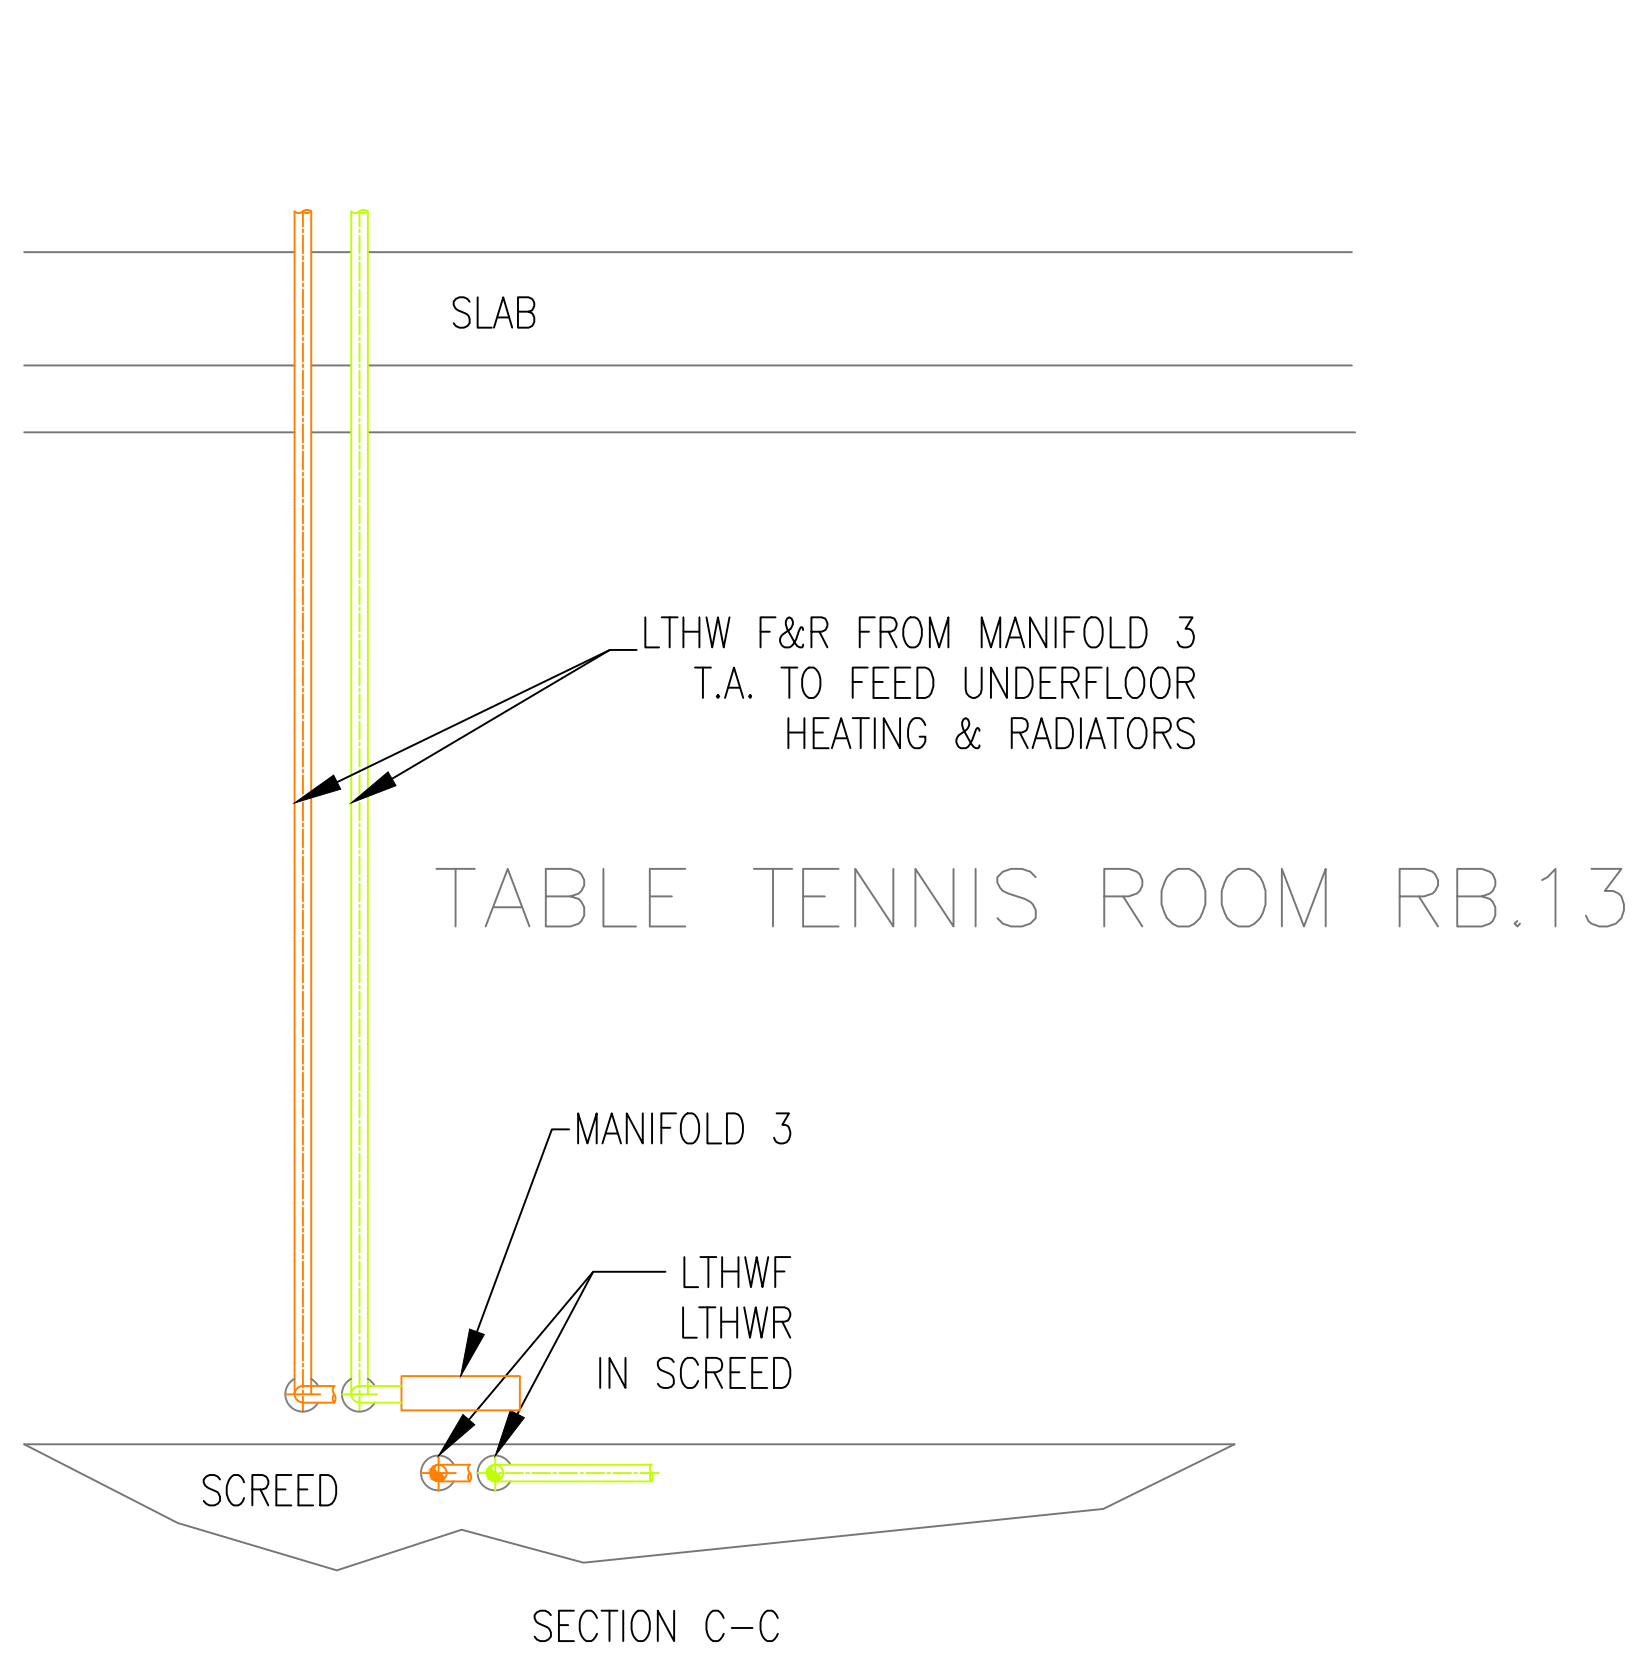 SLAB
LTHW F&R FROM MANIFOLD 3
T.A. TO FEED UNDERFLOOR
HEATING & RADIATORS
TABLE TENNIS ROOM RB.13
MANIFOLD 3
LTHWF
LTHWR
IN SCREED
SCREED
SECTION C-C